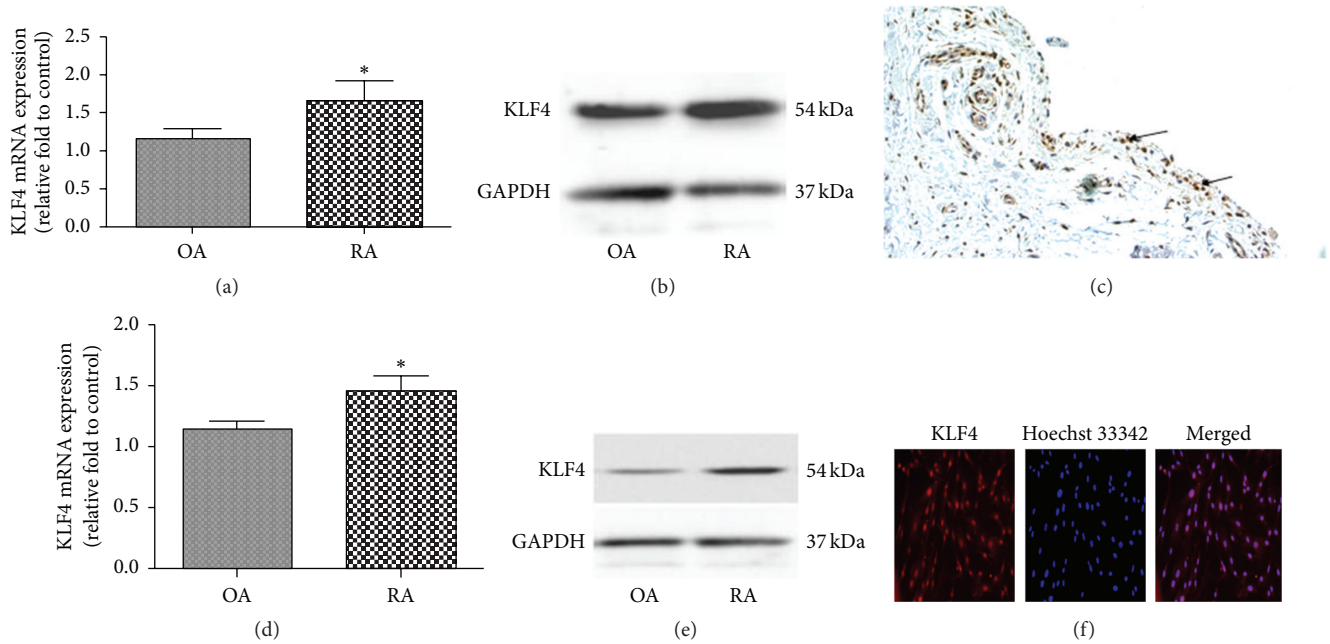 KLF4 mRNA expression
(relative fold to control)
2.5
2.0
1.5
1.0
0.5
0.0
*
OA
RA
(a)
KLF4
54 kDa
GAPDH
37 kDa
OA
RA
(b)
(c)
KLF4 mRNA expression
(relative fold to control)
2.0
1.5
1.0
0.5
0.0
*
OA
RA
(d)
KLF4
54 kDa
GAPDH
37 kDa
OA
RA
(e)
KLF4
Hoechst 33342
Merged
(f)